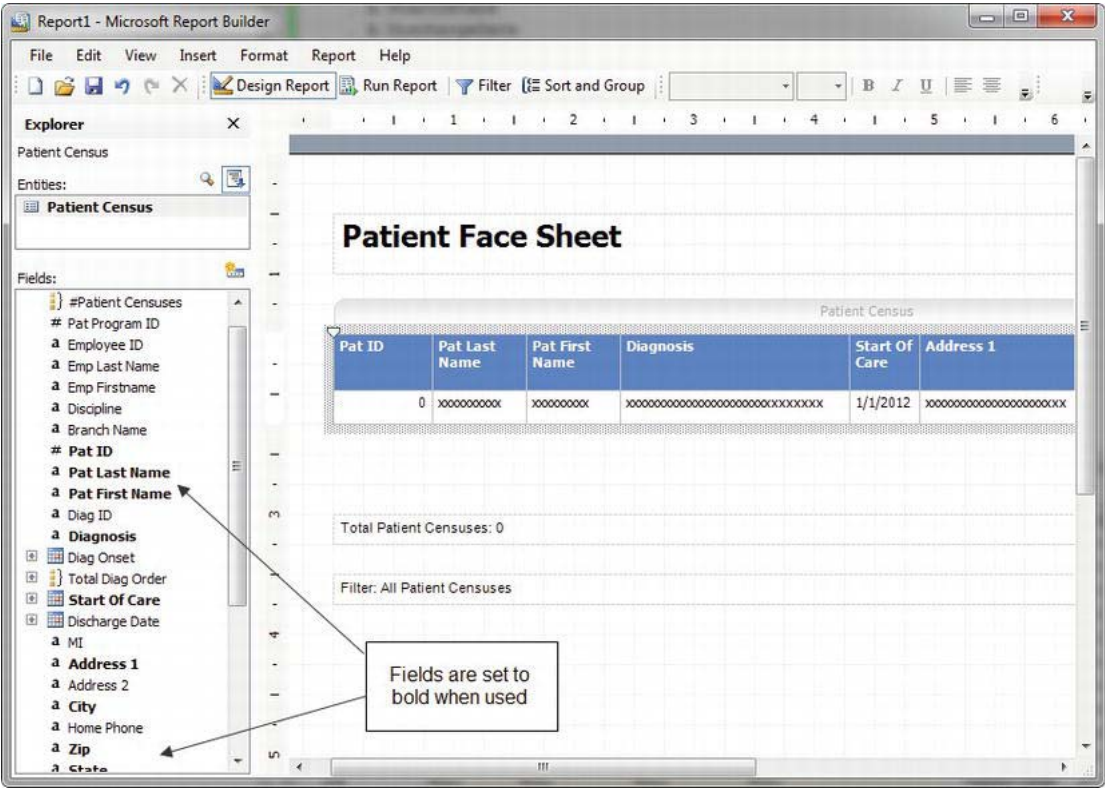 Report1 - Microsoft Report Builder
File Edit View Insert Format Report Help
Design Report Run Report Filter Sort and Group B I U
Explorer
Patient Census
Entities:
Patient Census
Fields:
#Patient Censuses
# Pat Program ID
a Employee ID
a Emp Last Name
a Emp Firstname
a Discipline
a Branch Name
# Pat ID
a Pat Last Name
a Pat First Name
a Diag ID
a Diagnosis
Diag Onset
Total Diag Order
Start Of Care
Discharge Date
a MI
a Address 1
a Address 2
a City
a Home Phone
a Zip
a State
1 2 3 4 5 6
1
3
4
5
Patient Face Sheet
Patient Census
Pat ID Pat Last Name Pat First Name Diagnosis Start Of Care Address 1
0 xxxxxxxxxx xxxxxxxxx xxxxxxxxxxxxxxxxxxxxxxxxxxxxxx 1/1/2012 xxxxxxxxxxxxxxxxxxxxxx
Total Patient Censuses: 0
Filter: All Patient Censuses
Fields are set to
bold when used